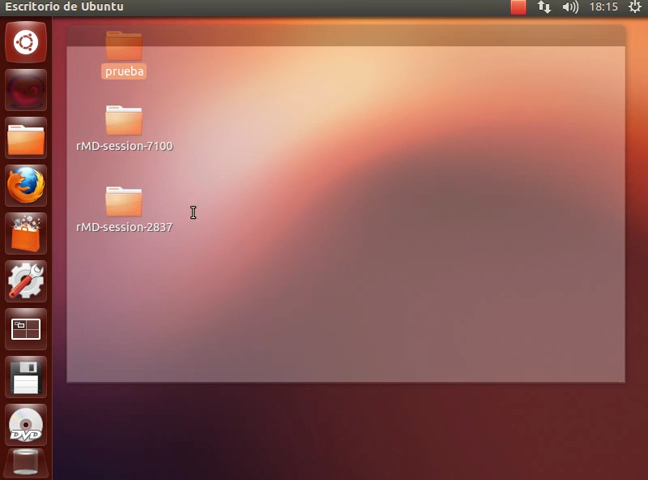 Escritorio de Ubuntu
18:15
prueba
rMD-session-7100
rMD-session-2837
DVD